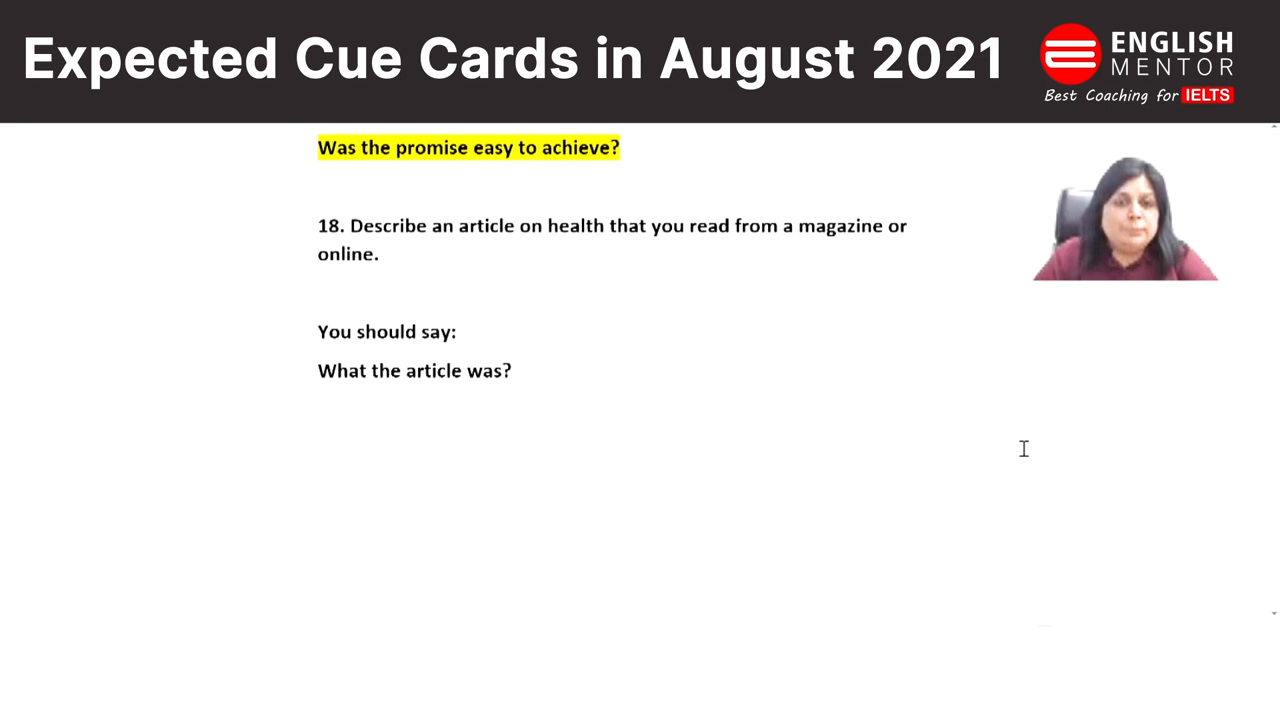 Expected Cue Cards in August 2021
ENGLISH
MENTOR
Best Coaching for IELTS
Was the promise easy to achieve?
18. Describe an article on health that you read from a magazine or
online.
You should say:
What the article was?